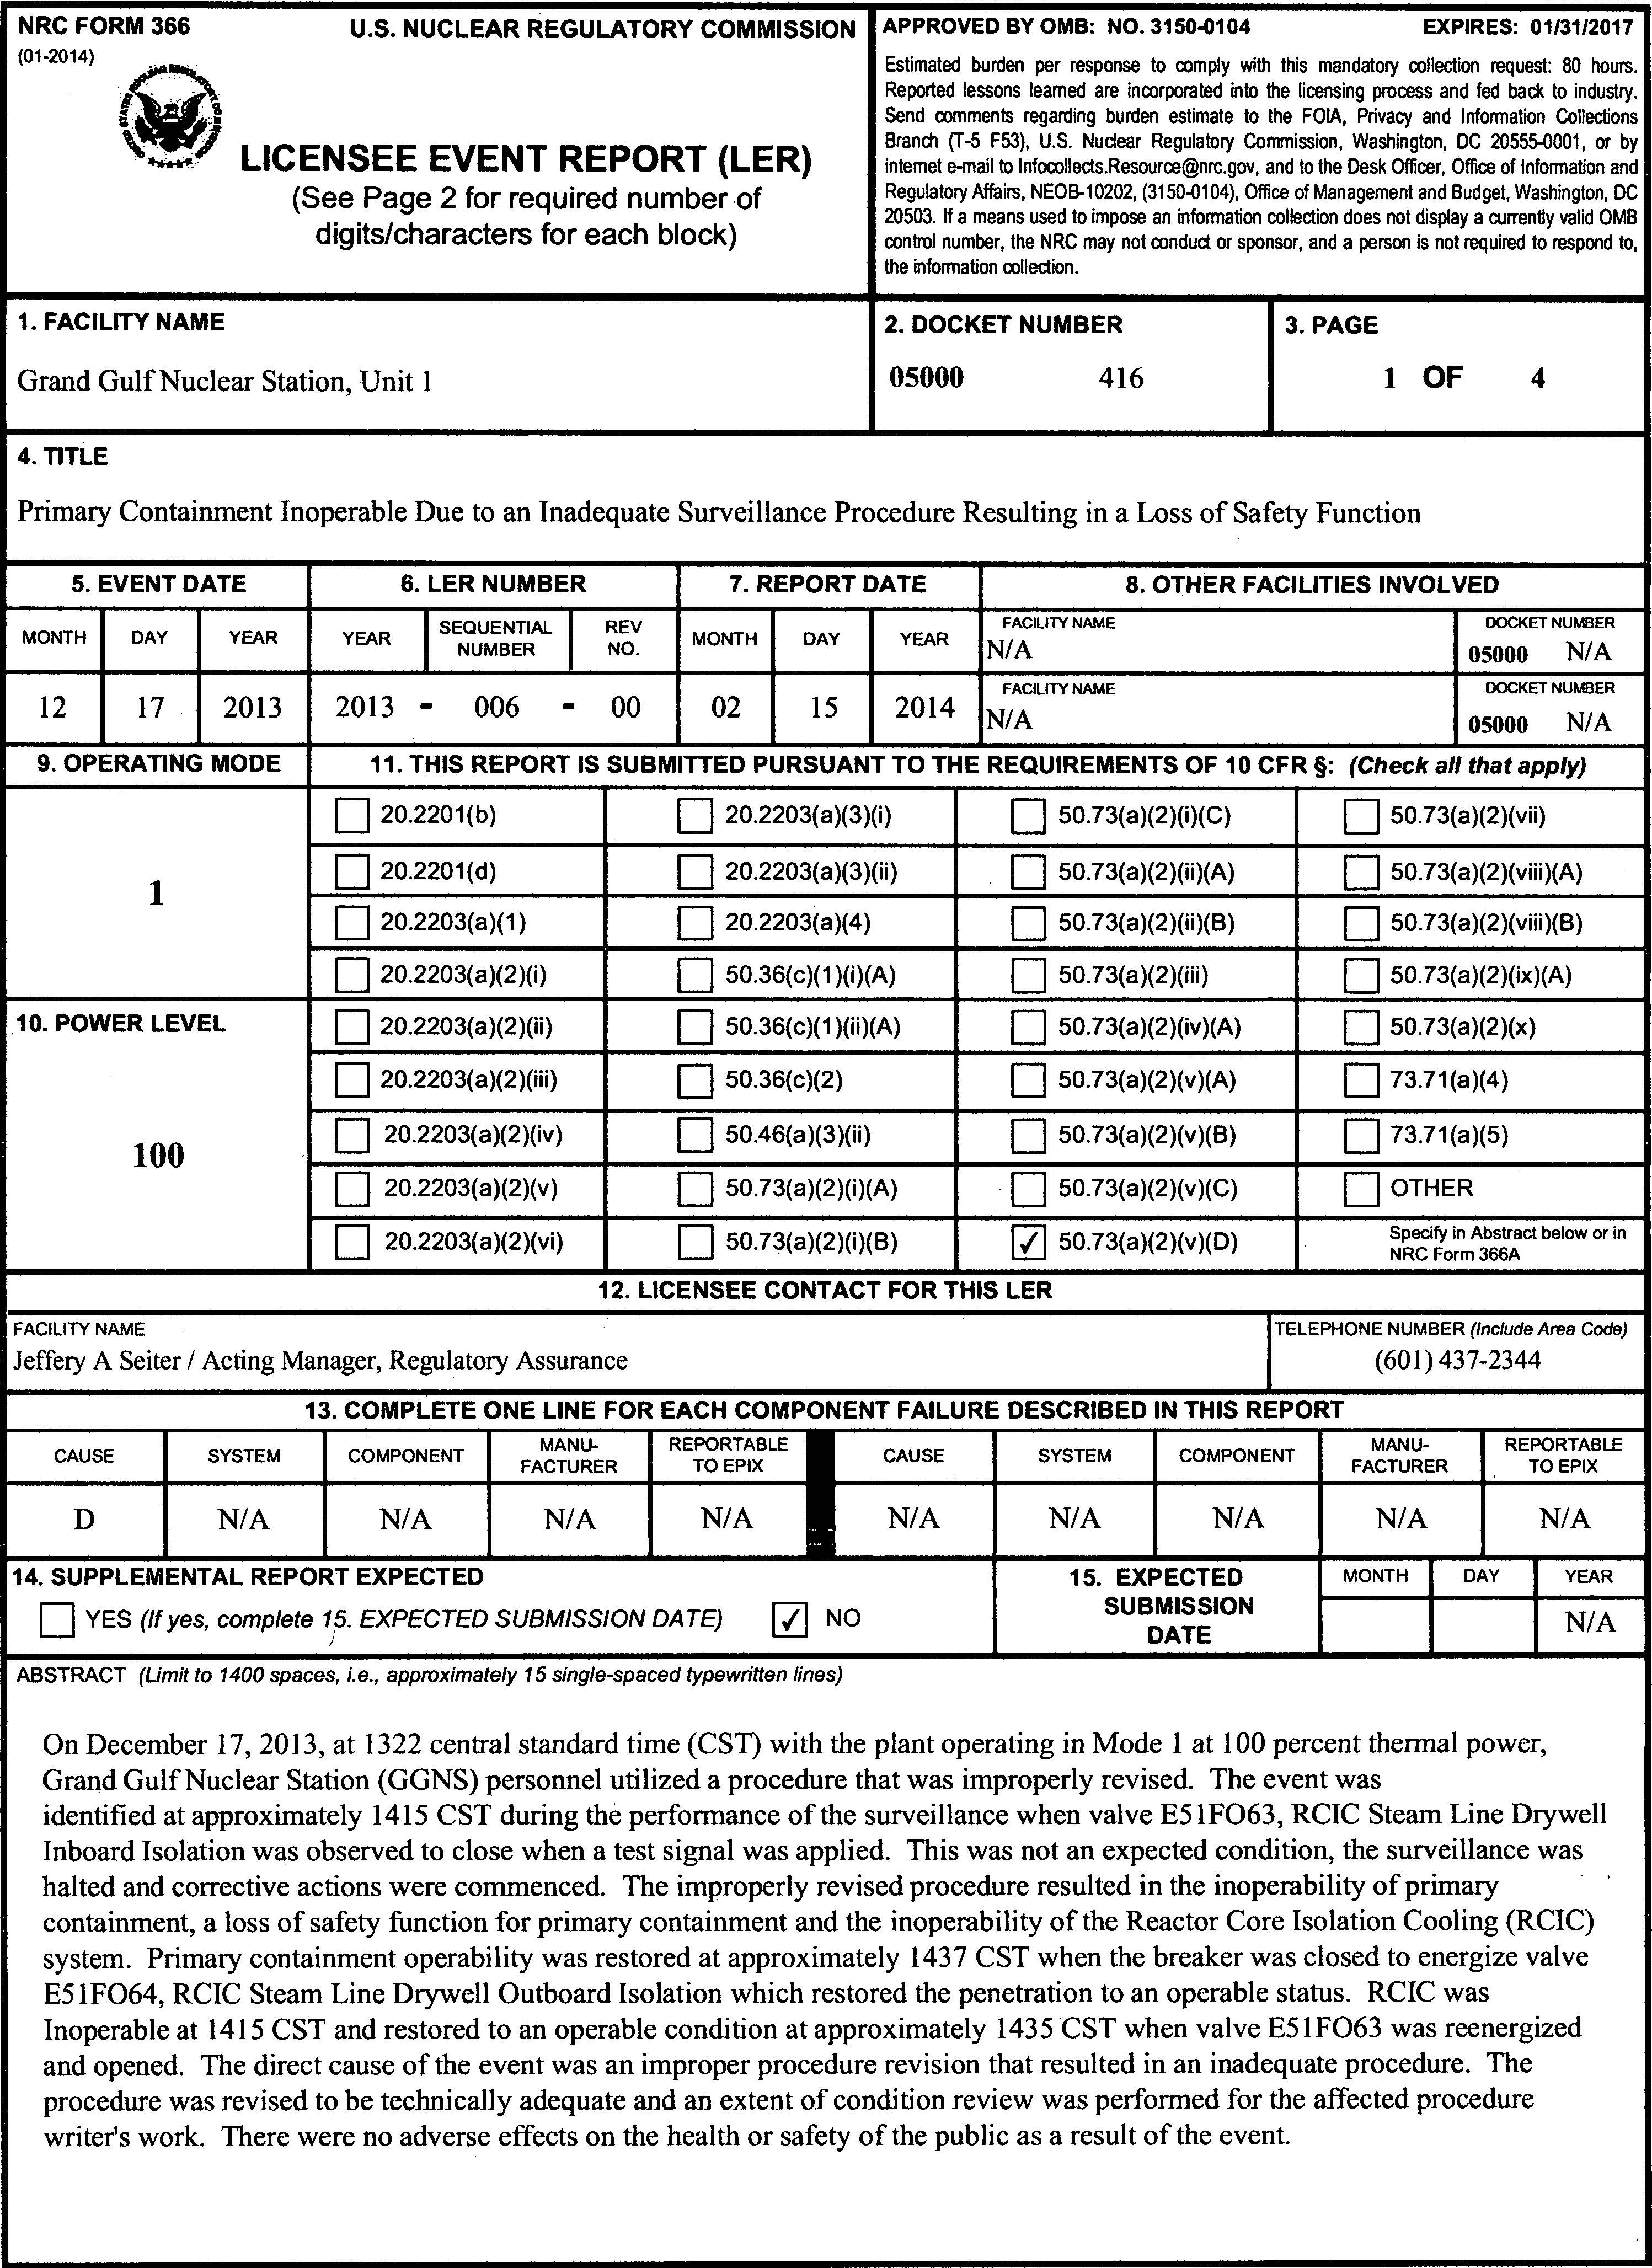 NRC FORM 366
(01-2014)
U.S. NUCLEAR REGULATORY COMMISSION
LICENSEE EVENT REPORT (LER)
(See Page 2 for required number of
digits/characters for each block)
APPROVED BY OMB: NO. 3150-0104 EXPIRES: 01/31/2017
Estimated burden per response to comply with this mandatory collection request: 80 hours.
Reported lessons learned are incorporated into the licensing process and fed back to industry.
Send comments regarding burden estimate to the FOIA, Privacy and Information Collections
Branch (T-5 F53), U.S. Nuclear Regulatory Commission, Washington, DC 20555-0001, or by
internet e-mail to Infocollects.Resource@nrc.gov, and to the Desk Officer, Office of Information and
Regulatory Affairs, NEOB-10202, (3150-0104), Office of Management and Budget, Washington, DC
20503. If a means used to impose an information collection does not display a currently valid OMB
control number, the NRC may not conduct or sponsor, and a person is not required to respond to,
the information collection.
1. FACILITY NAME
Grand Gulf Nuclear Station, Unit 1
2. DOCKET NUMBER
05000 416
3. PAGE
1 OF 4
4. TITLE
Primary Containment Inoperable Due to an Inadequate Surveillance Procedure Resulting in a Loss of Safety Function
5. EVENT DATE 6. LER NUMBER 7. REPORT DATE 8. OTHER FACILITIES INVOLVED
MONTH DAY YEAR YEAR SEQUENTIAL NUMBER REV NO. MONTH DAY YEAR
FACILITY NAME DOCKET NUMBER
N/A 05000 N/A
12 17 2013 2013 - 006 - 00 02 15 2014
FACILITY NAME DOCKET NUMBER
N/A 05000 N/A
9. OPERATING MODE
1
11. THIS REPORT IS SUBMITTED PURSUANT TO THE REQUIREMENTS OF 10 CFR §: (Check all that apply)
☐ 20.2201(b) ☐ 20.2203(a)(3)(i) ☐ 50.73(a)(2)(i)(C) ☐ 50.73(a)(2)(vii)
☐ 20.2201(d) ☐ 20.2203(a)(3)(ii) ☐ 50.73(a)(2)(ii)(A) ☐ 50.73(a)(2)(viii)(A)
☐ 20.2203(a)(1) ☐ 20.2203(a)(4) ☐ 50.73(a)(2)(ii)(B) ☐ 50.73(a)(2)(viii)(B)
☐ 20.2203(a)(2)(i) ☐ 50.36(c)(1)(i)(A) ☐ 50.73(a)(2)(iii) ☐ 50.73(a)(2)(ix)(A)
10. POWER LEVEL
100
☐ 20.2203(a)(2)(ii) ☐ 50.36(c)(1)(ii)(A) ☐ 50.73(a)(2)(iv)(A) ☐ 50.73(a)(2)(x)
☐ 20.2203(a)(2)(iii) ☐ 50.36(c)(2) ☐ 50.73(a)(2)(v)(A) ☐ 73.71(a)(4)
☐ 20.2203(a)(2)(iv) ☐ 50.46(a)(3)(ii) ☐ 50.73(a)(2)(v)(B) ☐ 73.71(a)(5)
☐ 20.2203(a)(2)(v) ☐ 50.73(a)(2)(i)(A) ☐ 50.73(a)(2)(v)(C) ☐ OTHER
☐ 20.2203(a)(2)(vi) ☐ 50.73(a)(2)(i)(B) ☑ 50.73(a)(2)(v)(D) Specify in Abstract below or in
NRC Form 366A
12. LICENSEE CONTACT FOR THIS LER
FACILITY NAME
Jeffery A Seiter / Acting Manager, Regulatory Assurance
TELEPHONE NUMBER (Include Area Code)
(601) 437-2344
13. COMPLETE ONE LINE FOR EACH COMPONENT FAILURE DESCRIBED IN THIS REPORT
CAUSE SYSTEM COMPONENT MANU-FACTURER REPORTABLE TO EPIX CAUSE SYSTEM COMPONENT MANU-FACTURER REPORTABLE TO EPIX
D N/A N/A N/A N/A N/A N/A N/A N/A N/A
14. SUPPLEMENTAL REPORT EXPECTED
☐ YES (If yes, complete 15. EXPECTED SUBMISSION DATE) ☑ NO
15. EXPECTED
SUBMISSION
DATE
MONTH DAY YEAR
N/A
ABSTRACT (Limit to 1400 spaces, i.e., approximately 15 single-spaced typewritten lines)
On December 17, 2013, at 1322 central standard time (CST) with the plant operating in Mode 1 at 100 percent thermal power,
Grand Gulf Nuclear Station (GGNS) personnel utilized a procedure that was improperly revised. The event was
identified at approximately 1415 CST during the performance of the surveillance when valve E51FO63, RCIC Steam Line Drywell
Inboard Isolation was observed to close when a test signal was applied. This was not an expected condition, the surveillance was
halted and corrective actions were commenced. The improperly revised procedure resulted in the inoperability of primary
containment, a loss of safety function for primary containment and the inoperability of the Reactor Core Isolation Cooling (RCIC)
system. Primary containment operability was restored at approximately 1437 CST when the breaker was closed to energize valve
E51FO64, RCIC Steam Line Drywell Outboard Isolation which restored the penetration to an operable status. RCIC was
Inoperable at 1415 CST and restored to an operable condition at approximately 1435 CST when valve E51FO63 was reenergized
and opened. The direct cause of the event was an improper procedure revision that resulted in an inadequate procedure. The
procedure was revised to be technically adequate and an extent of condition review was performed for the affected procedure
writer's work. There were no adverse effects on the health or safety of the public as a result of the event.